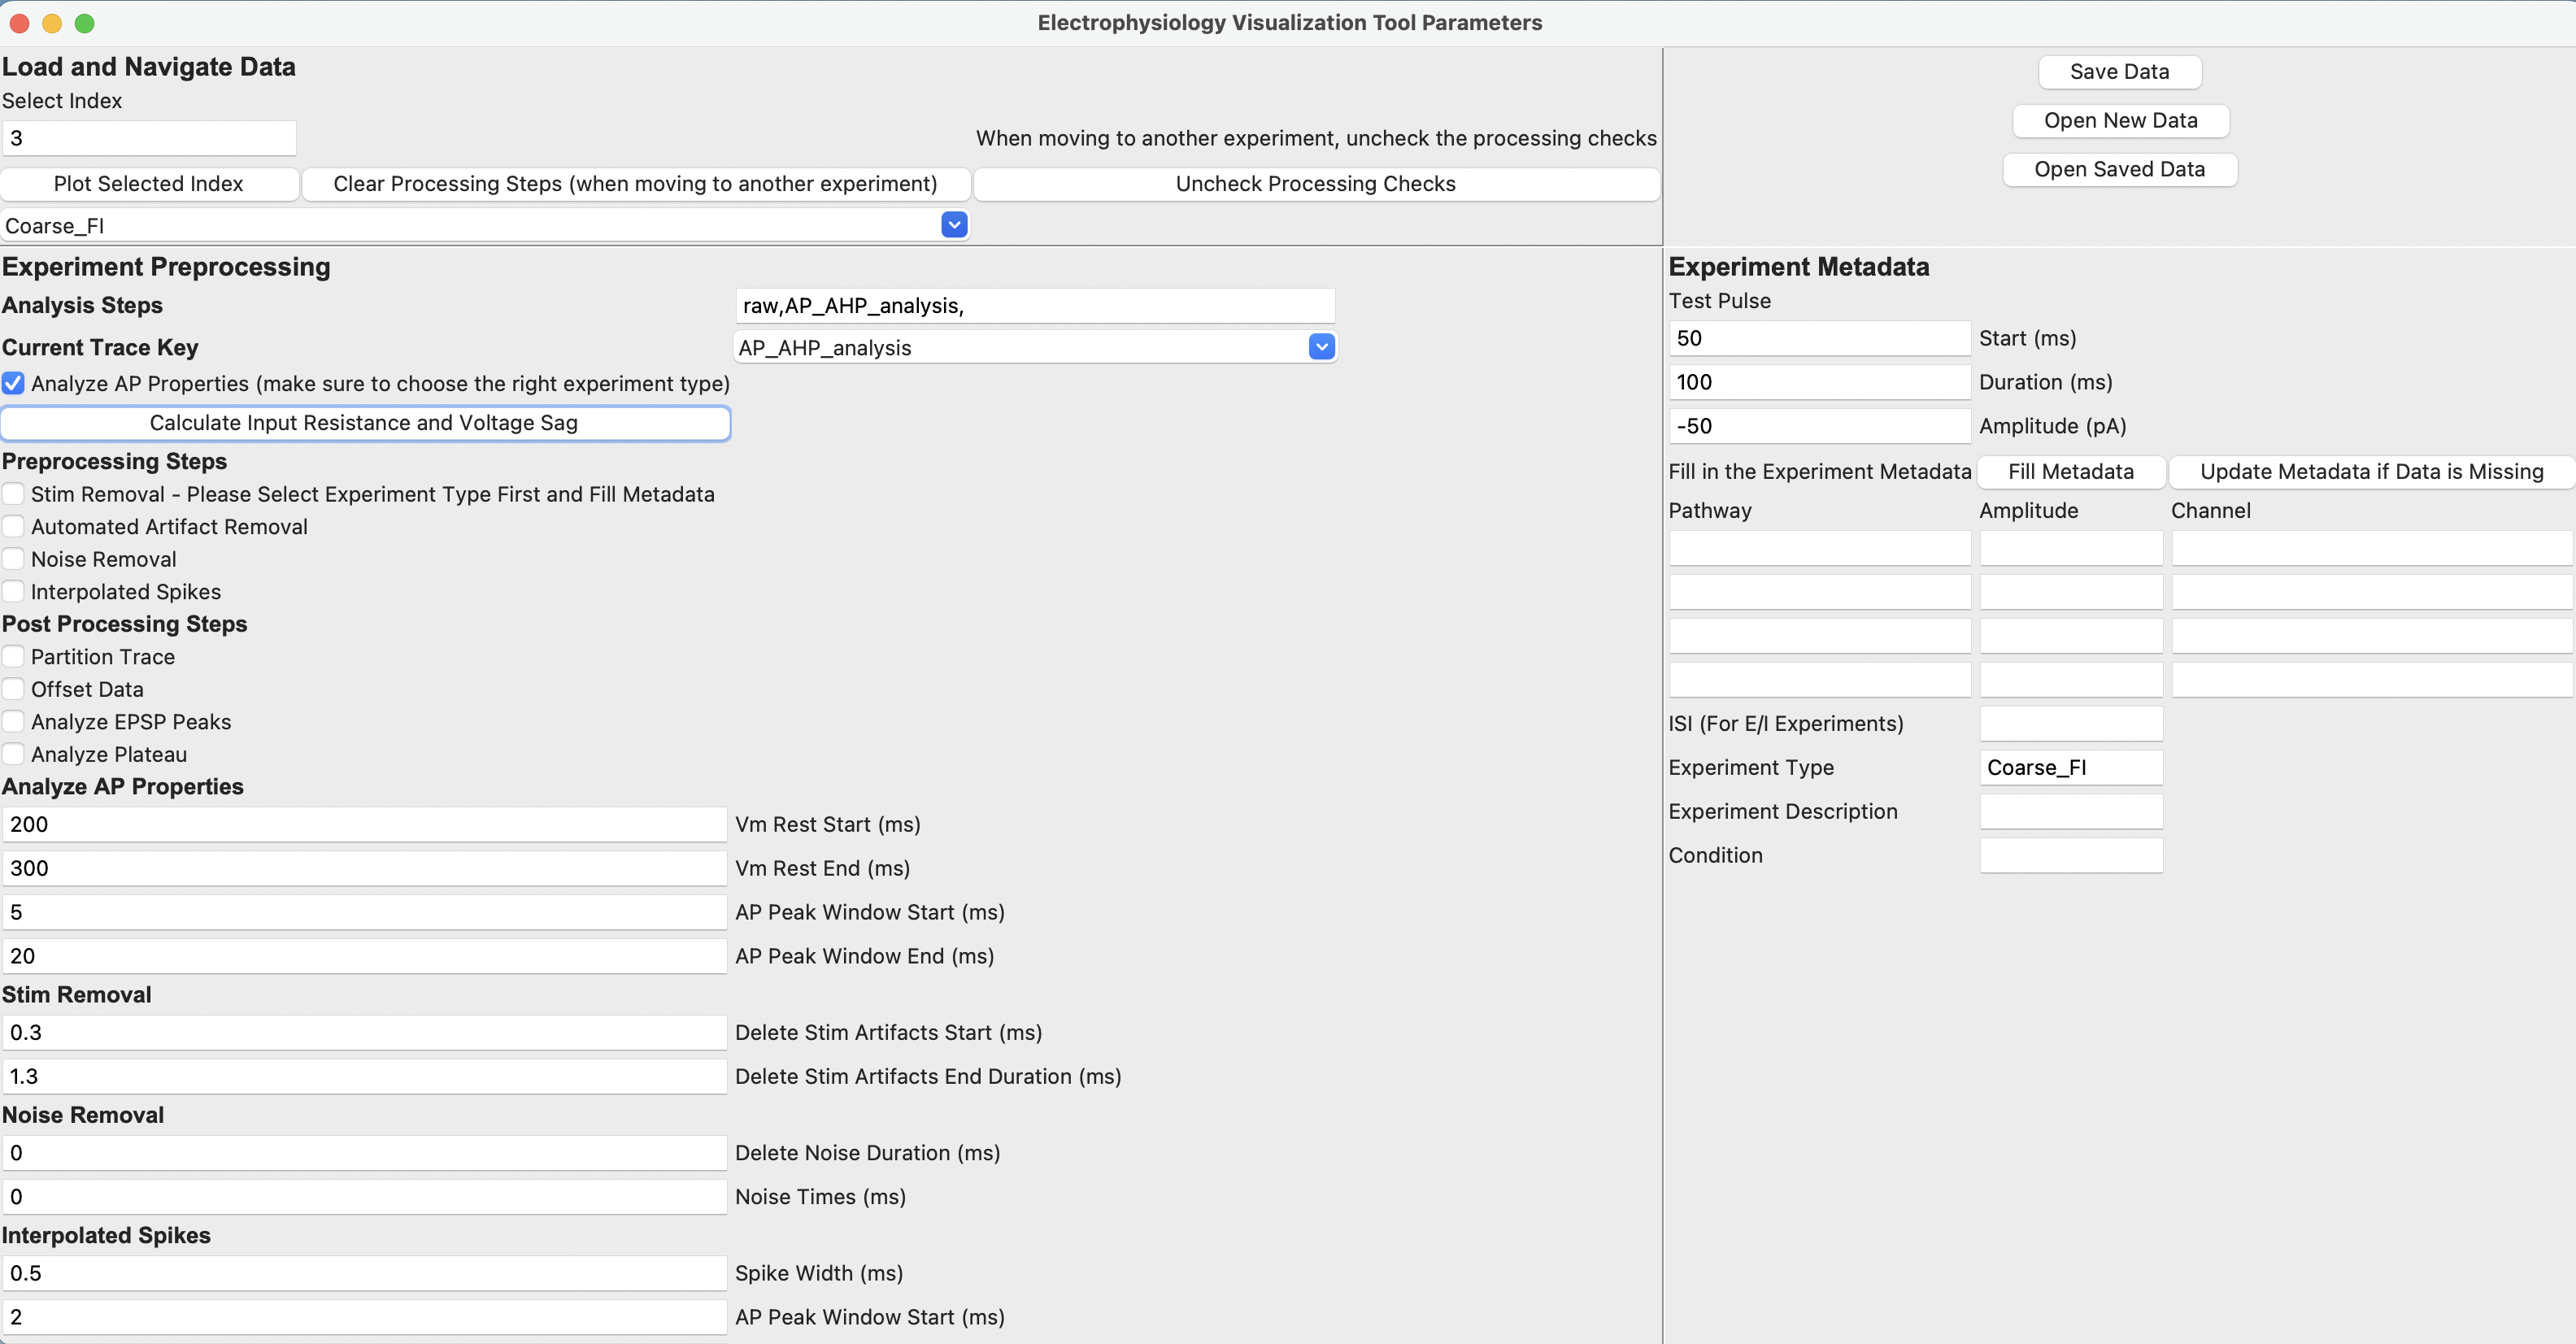 Electrophysiology Visualization Tool Parameters
Load and Navigate Data
Select Index
3
When moving to another experiment, uncheck the processing checks
Plot Selected Index
Clear Processing Steps (when moving to another experiment)
Uncheck Processing Checks
Coarse_FI
Save Data
Open New Data
Open Saved Data
Experiment Preprocessing
Analysis Steps
raw,AP_AHP_analysis,
Current Trace Key
AP_AHP_analysis
Analyze AP Properties (make sure to choose the right experiment type)
Calculate Input Resistance and Voltage Sag
Preprocessing Steps
Stim Removal - Please Select Experiment Type First and Fill Metadata
Automated Artifact Removal
Noise Removal
Interpolated Spikes
Post Processing Steps
Partition Trace
Offset Data
Analyze EPSP Peaks
Analyze Plateau
Analyze AP Properties
200 Vm Rest Start (ms)
300 Vm Rest End (ms)
5 AP Peak Window Start (ms)
20 AP Peak Window End (ms)
Stim Removal
0.3 Delete Stim Artifacts Start (ms)
1.3 Delete Stim Artifacts End Duration (ms)
Noise Removal
0 Delete Noise Duration (ms)
0 Noise Times (ms)
Interpolated Spikes
0.5 Spike Width (ms)
2 AP Peak Window Start (ms)
Experiment Metadata
Test Pulse
50 Start (ms)
100 Duration (ms)
-50 Amplitude (pA)
Fill in the Experiment Metadata Fill Metadata Update Metadata if Data is Missing
Pathway Amplitude Channel
ISI (For E/I Experiments)
Experiment Type Coarse_FI
Experiment Description
Condition